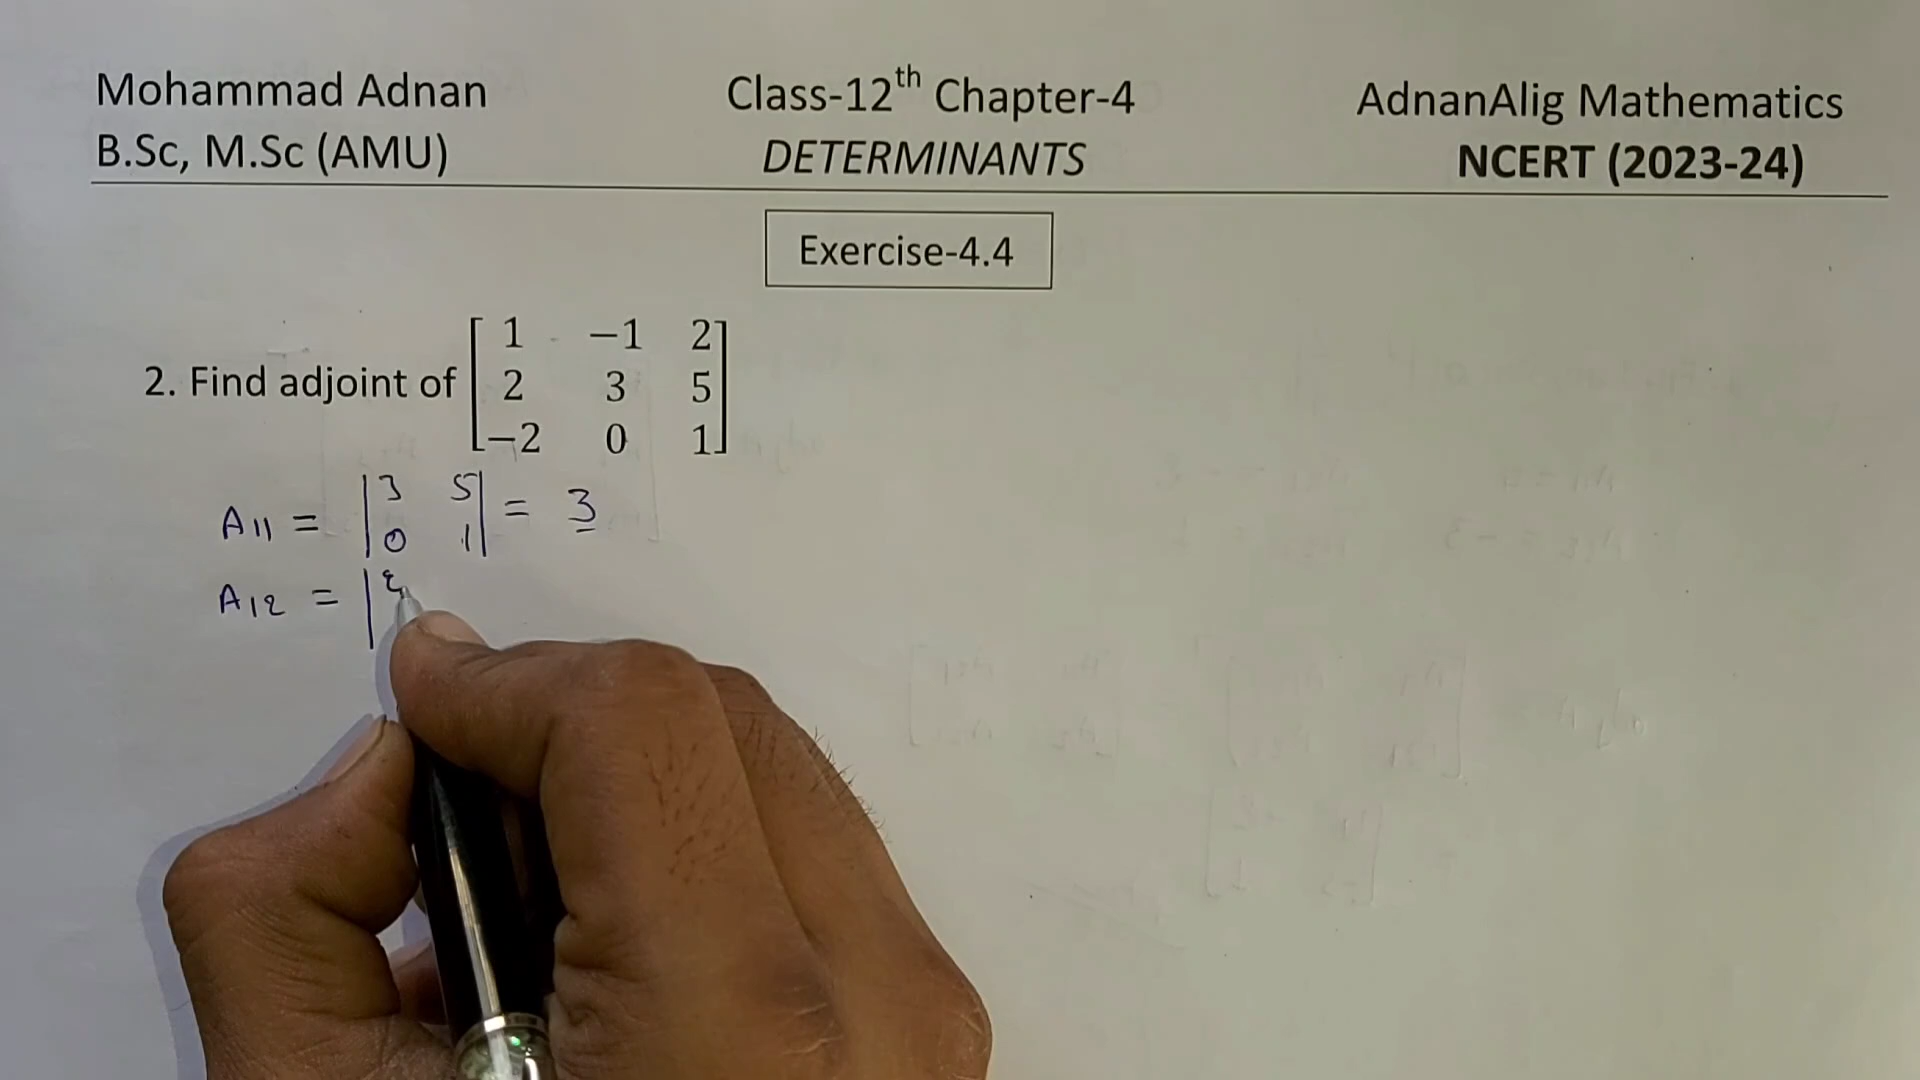 Mohammad Adnan
B.Sc, M.Sc (AMU)
Class-12th Chapter-4
DETERMINANTS
AdnanAlig Mathematics
NCERT (2023-24)
Exercise-4.4
2. Find adjoint of [1 −1 2
2 3 5
−2 0 1]
A11 = |3 5
0 1| = 3
A12 = |2